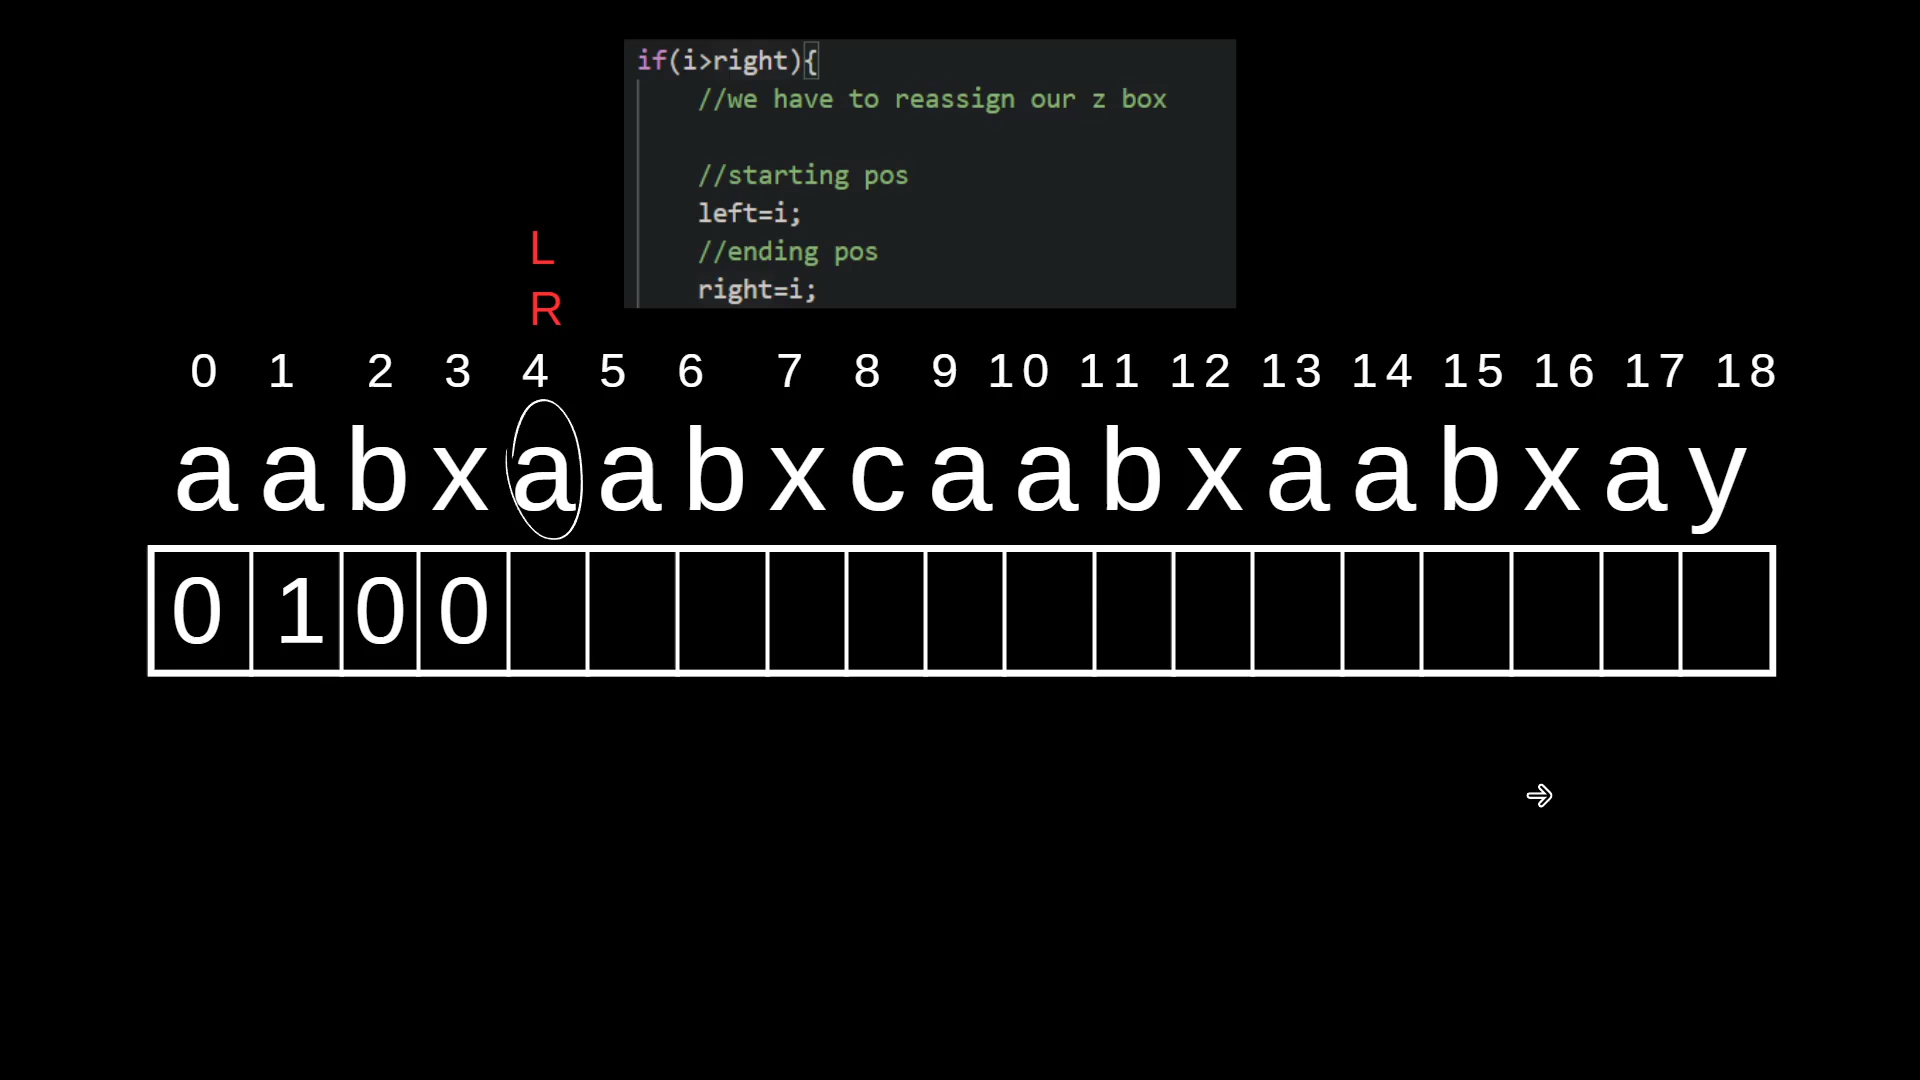 if(i>right){
//we have to reassign our z box
//starting pos
left=i;
//ending pos
right=i;
L
R
0 1 2 3 4 5 6 7 8 9 10 11 12 13 14 15 16 17 18
aabxaabxcaabxaabxay
0 1 0 0